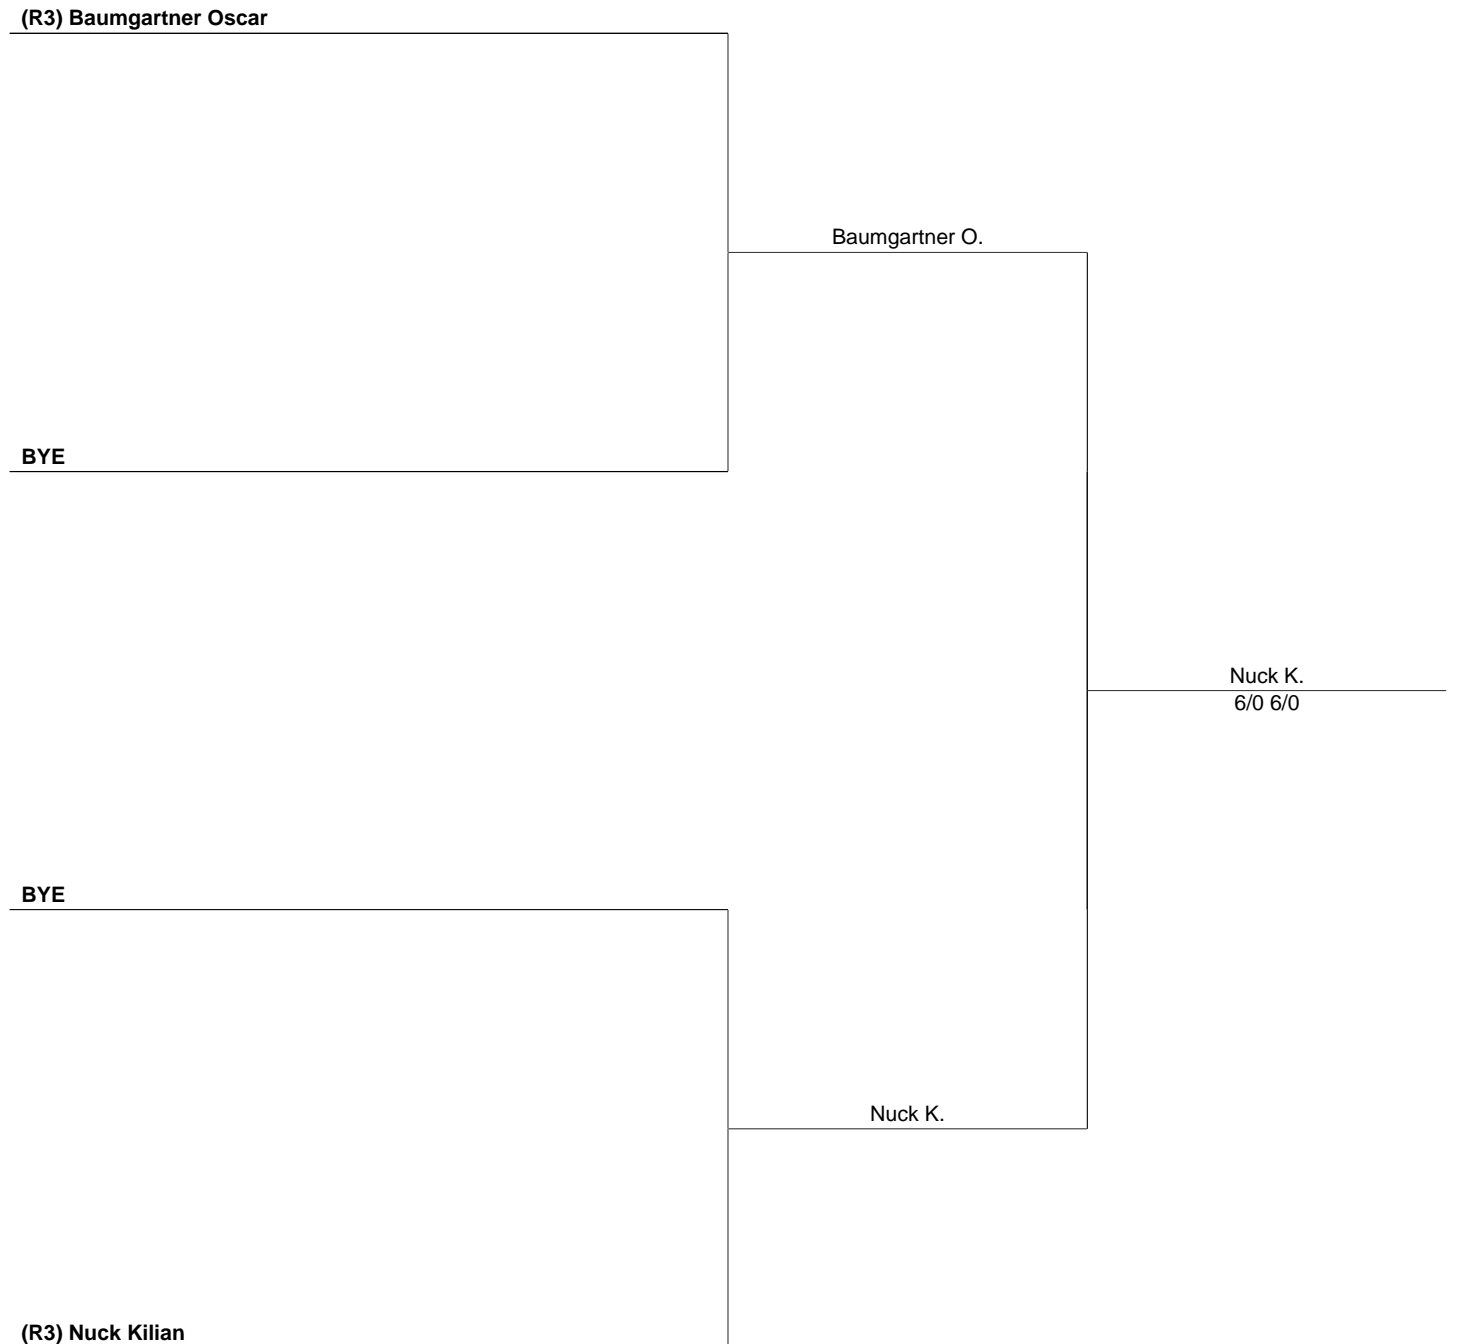 (R3) Baumgartner Oscar
Baumgartner O.
BYE
Nuck K.
6/0 6/0
BYE
Nuck K.
(R3) Nuck Kilian